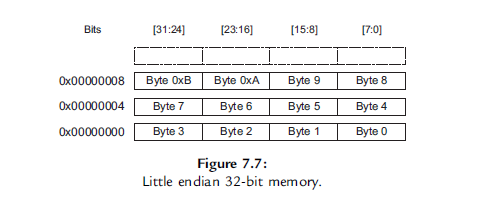 Bits [31:24] [23:16] [15:8] [7:0]
0x00000008 Byte 0xB Byte 0xA Byte 9 Byte 8
0x00000004 Byte 7 Byte 6 Byte 5 Byte 4
0x00000000 Byte 3 Byte 2 Byte 1 Byte 0
Figure 7.7:
Little endian 32-bit memory.